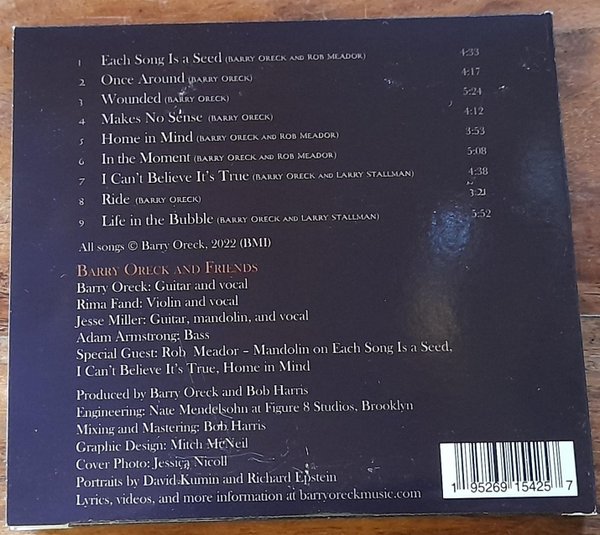 1 Each Song Is a Seed (Barry Oreck and Rob Meador) 4:33
2 Once Around (Barry Oreck) 4:17
3 Wounded (Barry Oreck) 5:24
4 Makes No Sense (Barry Oreck) 4:12
5 Home in Mind (Barry Oreck and Rob Meador) 3:53
6 In the Moment (Barry Oreck and Rob Meador) 5:08
7 I Can't Believe It's True (Barry Oreck and Larry Stallman) 4:38
8 Ride (Barry Oreck) 3:21
9 Life in the Bubble (Barry Oreck and Larry Stallman) 5:52
All songs © Barry Oreck, 2022 (BMI)
Barry Oreck and Friends
Barry Oreck: Guitar and vocal
Rima Fand: Violin and vocal
Jesse Miller: Guitar, mandolin, and vocal
Adam Armstrong: Bass
Special Guest: Rob Meador – Mandolin on Each Song Is a Seed,
I Can't Believe It's True, Home in Mind
Produced by Barry Oreck and Bob Harris
Engineering: Nate Mendelsohn at Figure 8 Studios, Brooklyn
Mixing and Mastering: Bob Harris
Graphic Design: Mitch McNeil
Cover Photo: Jessica Nicoll
Portraits by David Kumin and Richard Epstein
Lyrics, videos, and more information at barryoreckmusic.com
1 95269 15425 7